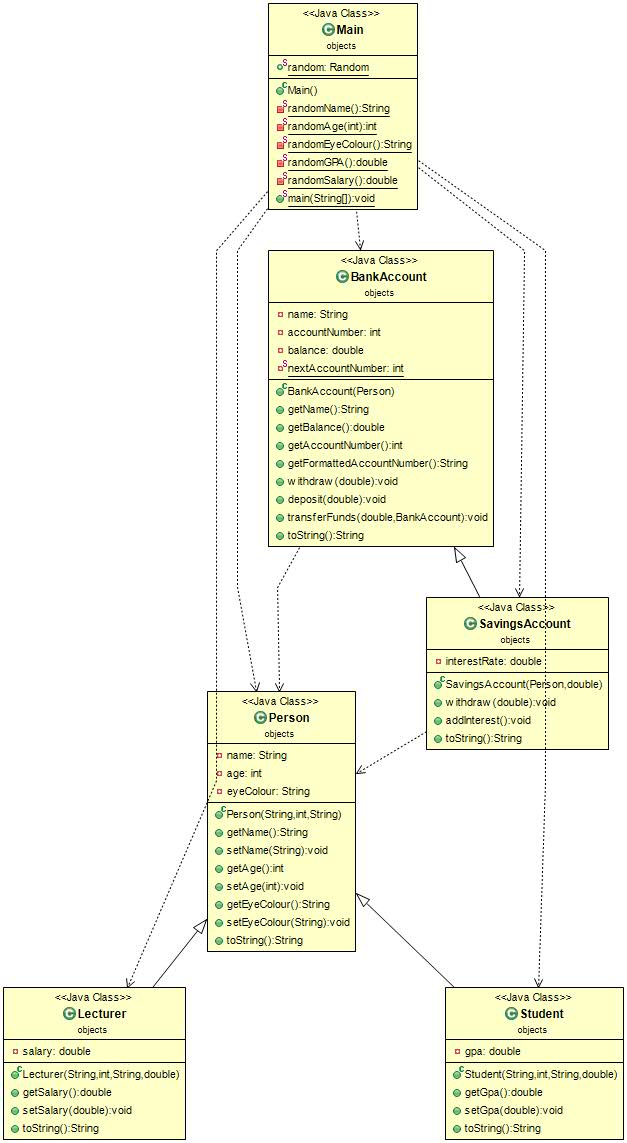 <<Java Class>>
Main
objects
random: Random
Main()
randomName():String
randomAge(int):int
randomEyeColour():String
randomGPA():double
randomSalary():double
main(String[]):void
<<Java Class>>
BankAccount
objects
name: String
accountNumber: int
balance: double
nextAccountNumber: int
BankAccount(Person)
getName():String
getBalance():double
getAccountNumber():int
getFormattedAccountNumber():String
withdraw(double):void
deposit(double):void
transferFunds(double,BankAccount):void
toString():String
<<Java Class>>
SavingsAccount
objects
interestRate: double
SavingsAccount(Person,double)
withdraw(double):void
addInterest():void
toString():String
<<Java Class>>
Person
objects
name: String
age: int
eyeColour: String
Person(String,int,String)
getName():String
setName(String):void
getAge():int
setAge(int):void
getEyeColour():String
setEyeColour(String):void
toString():String
<<Java Class>>
Lecturer
objects
salary: double
Lecturer(String,int,String,double)
getSalary():double
setSalary(double):void
toString():String
<<Java Class>>
Student
objects
gpa: double
Student(String,int,String,double)
getGpa():double
setGpa(double):void
toString():String